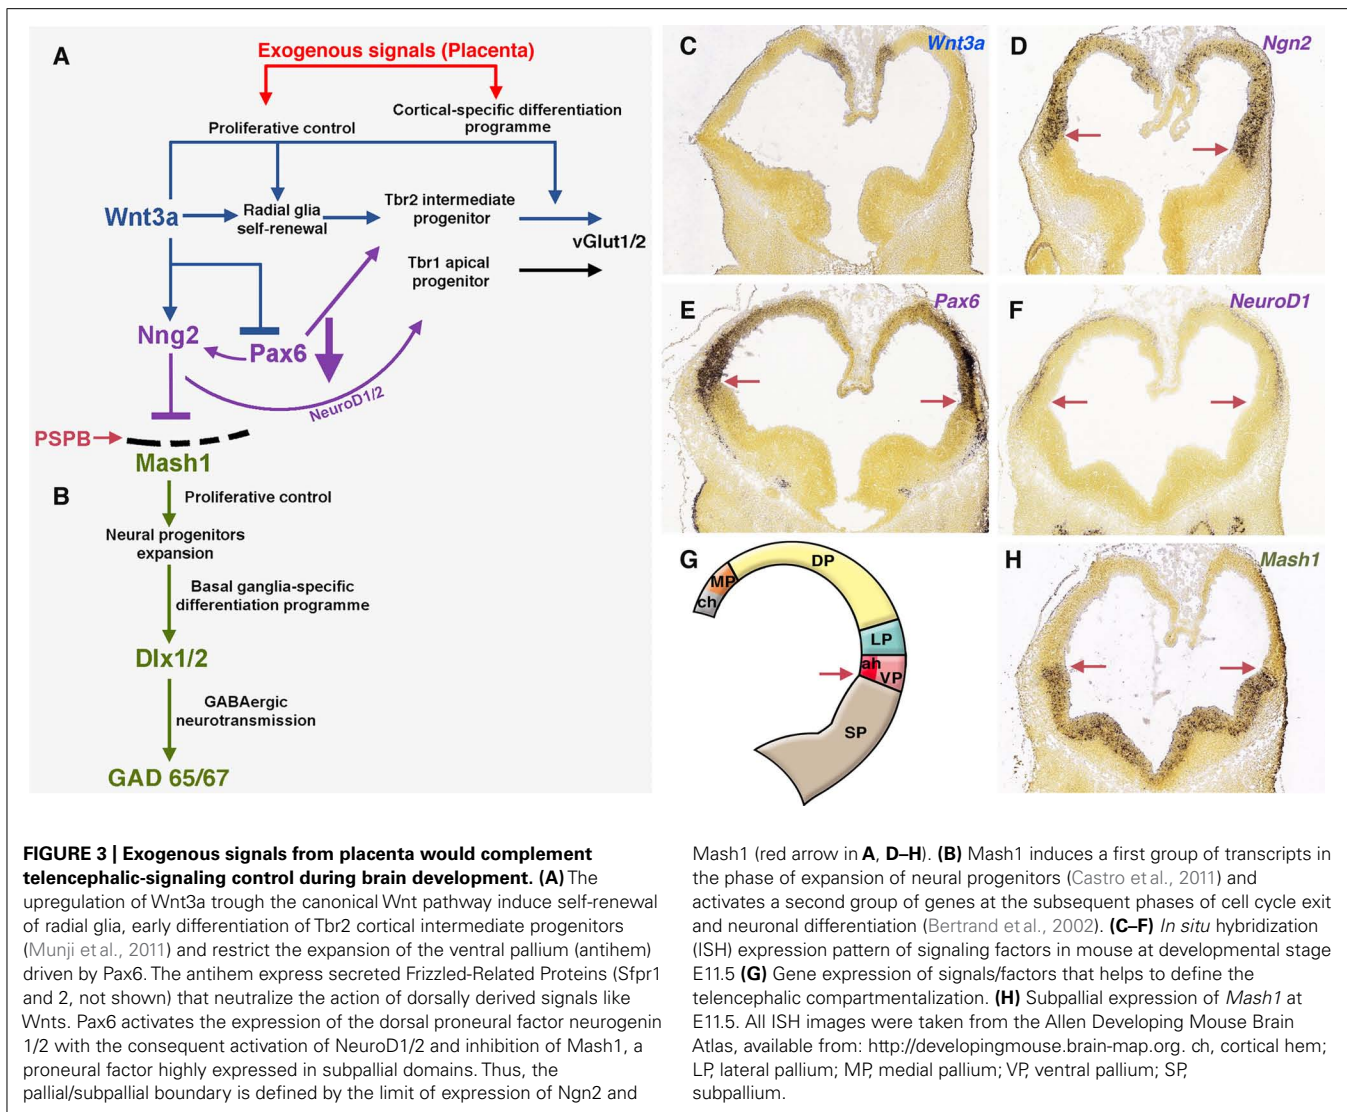 A
Exogenous signals (Placenta)
Cortical-specific differentiation
programme
Proliferative control
Wnt3a
Radial glia
self-renewal
Tbr2 intermediate
progenitor
vGlut1/2
Tbr1 apical
progenitor
Nng2
Pax6
NeuroD1/2
PSPB
Mash1
B
Proliferative control
Neural progenitors
expansion
Basal ganglia-specific
differentiation programme
Dlx1/2
GABAergic
neurotransmission
GAD 65/67
C
Wnt3a
D
Ngn2
E
Pax6
F
NeuroD1
G
DP
MP
ch
LP
ah
VP
SP
H
Mash1
FIGURE 3 | Exogenous signals from placenta would complement
telencephalic-signaling control during brain development. (A) The
upregulation of Wnt3a trough the canonical Wnt pathway induce self-renewal
of radial glia, early differentiation of Tbr2 cortical intermediate progenitors
(Munji et al., 2011) and restrict the expansion of the ventral pallium (antihem)
driven by Pax6. The antihem express secreted Frizzled-Related Proteins (Sfpr1
and 2, not shown) that neutralize the action of dorsally derived signals like
Wnts. Pax6 activates the expression of the dorsal proneural factor neurogenin
1/2 with the consequent activation of NeuroD1/2 and inhibition of Mash1, a
proneural factor highly expressed in subpallial domains. Thus, the
pallial/subpallial boundary is defined by the limit of expression of Ngn2 and
Mash1 (red arrow in A, D–H). (B) Mash1 induces a first group of transcripts in
the phase of expansion of neural progenitors (Castro et al., 2011) and
activates a second group of genes at the subsequent phases of cell cycle exit
and neuronal differentiation (Bertrand et al., 2002). (C–F) In situ hybridization
(ISH) expression pattern of signaling factors in mouse at developmental stage
E11.5 (G) Gene expression of signals/factors that helps to define the
telencephalic compartmentalization. (H) Subpallial expression of Mash1 at
E11.5. All ISH images were taken from the Allen Developing Mouse Brain
Atlas, available from: http://developingmouse.brain-map.org. ch, cortical hem;
LP, lateral pallium; MP, medial pallium; VP, ventral pallium; SP,
subpallium.